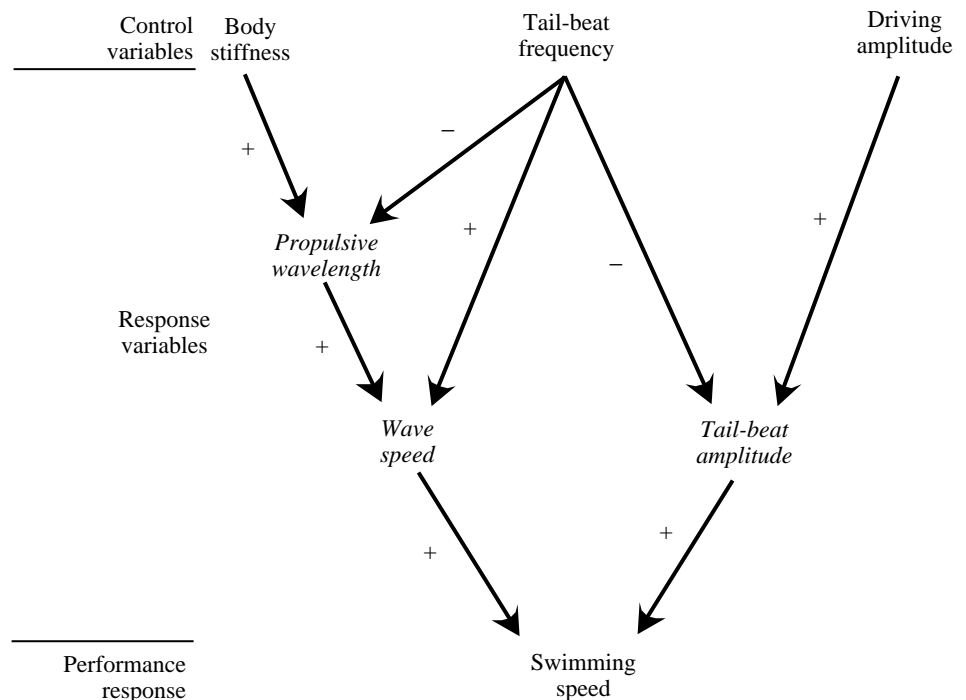 Control
variables
Body
stiffness
Tail-beat
frequency
Driving
amplitude
+
–
+
–
+
Propulsive
wavelength
Response
variables
+
Wave
speed
Tail-beat
amplitude
+
+
Performance
response
Swimming
speed